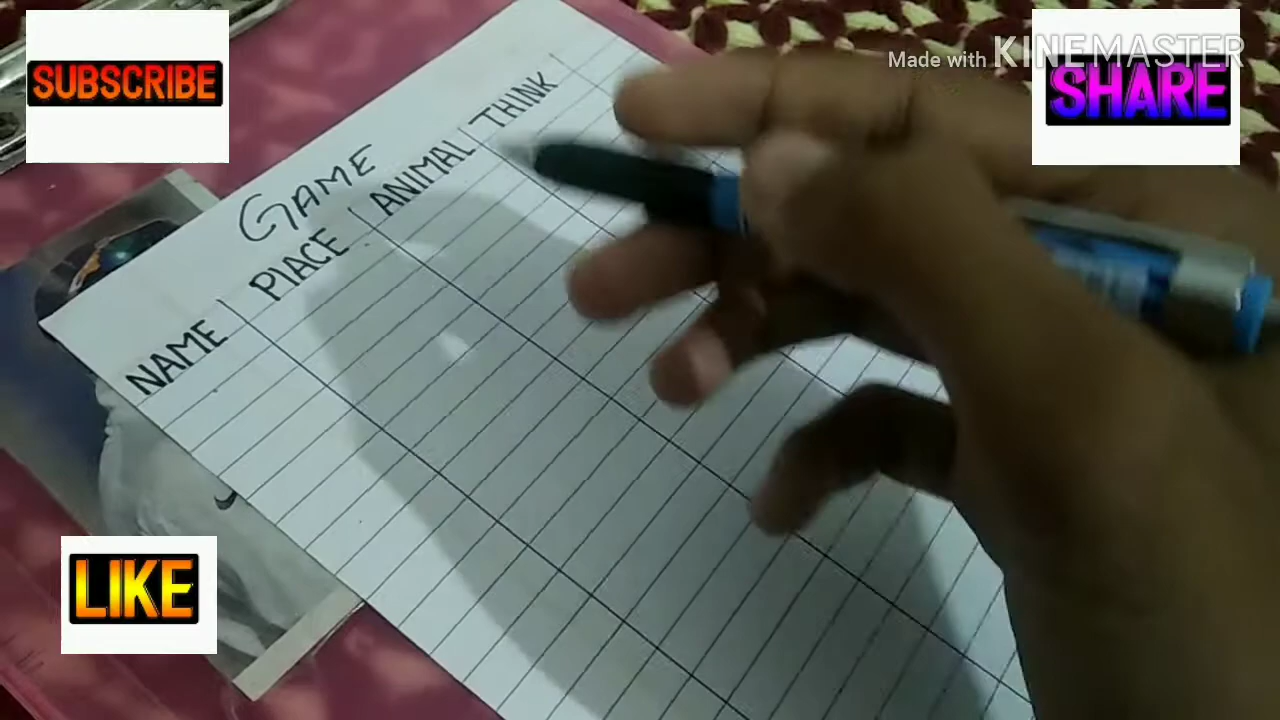 SUBSCRIBE
Made with KINEMASTER
SHARE
GAME
NAME PLACE ANIMAL THINK
LIKE